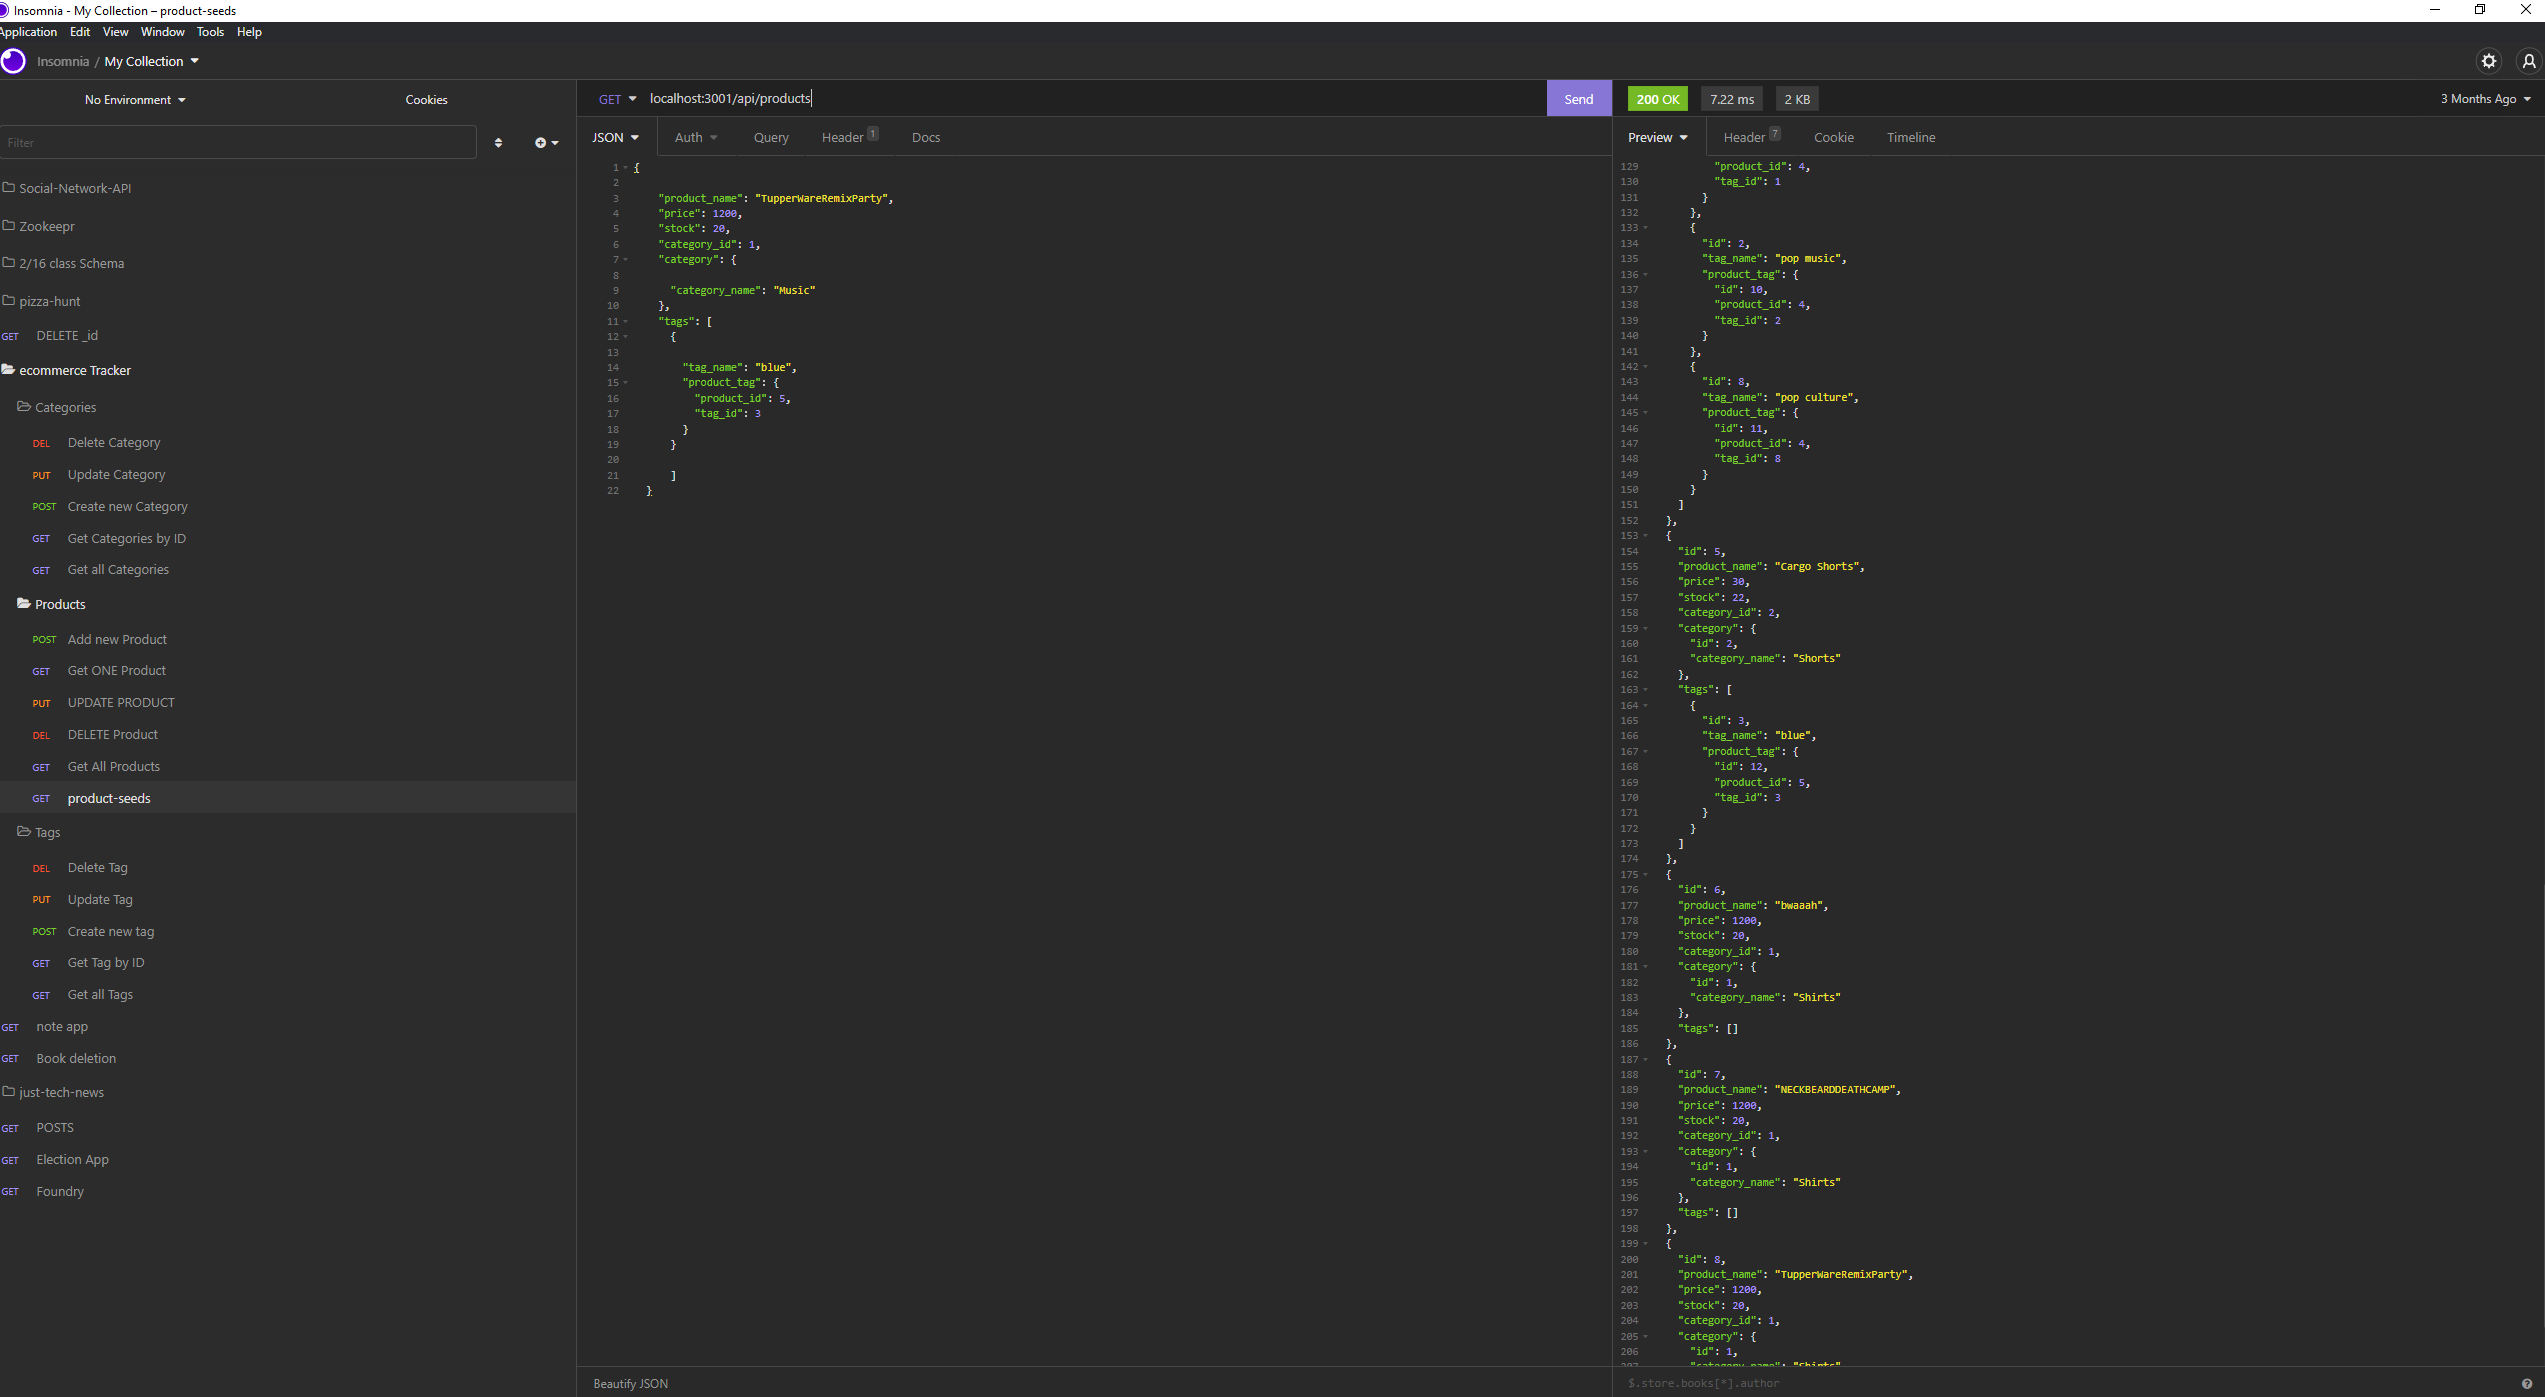 Insomnia - My Collection – product-seeds
Application Edit View Window Tools Help
Insomnia / My Collection
No Environment Cookies
Filter
Social-Network-API
Zookeepr
2/16 class Schema
pizza-hunt
GET DELETE _id
ecommerce Tracker
Categories
DEL Delete Category
PUT Update Category
POST Create new Category
GET Get Categories by ID
GET Get all Categories
Products
POST Add new Product
GET Get ONE Product
PUT UPDATE PRODUCT
DEL DELETE Product
GET Get All Products
GET product-seeds
Tags
DEL Delete Tag
PUT Update Tag
POST Create new tag
GET Get Tag by ID
GET Get all Tags
GET note app
GET Book deletion
just-tech-news
GET POSTS
GET Election App
GET Foundry
GET localhost:3001/api/products Send
JSON Auth Query Header 1 Docs
1 {
2
3 "product_name": "TupperWareRemixParty",
4 "price": 1200,
5 "stock": 20,
6 "category_id": 1,
7 "category": {
8
9 "category_name": "Music"
10 },
11 "tags": [
12 {
13
14 "tag_name": "blue",
15 "product_tag": {
16 "product_id": 5,
17 "tag_id": 3
18 }
19 }
20
21 ]
22 }
Beautify JSON
200 OK 7.22 ms 2 KB 3 Months Ago
Preview Header 7 Cookie Timeline
129 "product_id": 4,
130 "tag_id": 1
131 }
132 },
133 {
134 "id": 2,
135 "tag_name": "pop music",
136 "product_tag": {
137 "id": 10,
138 "product_id": 4,
139 "tag_id": 2
140 }
141 },
142 {
143 "id": 8,
144 "tag_name": "pop culture",
145 "product_tag": {
146 "id": 11,
147 "product_id": 4,
148 "tag_id": 8
149 }
150 }
151 ]
152 },
153 {
154 "id": 5,
155 "product_name": "Cargo Shorts",
156 "price": 30,
157 "stock": 22,
158 "category_id": 2,
159 "category": {
160 "id": 2,
161 "category_name": "Shorts"
162 },
163 "tags": [
164 {
165 "id": 3,
166 "tag_name": "blue",
167 "product_tag": {
168 "id": 12,
169 "product_id": 5,
170 "tag_id": 3
171 }
172 }
173 ]
174 },
175 {
176 "id": 6,
177 "product_name": "bwaaah",
178 "price": 1200,
179 "stock": 20,
180 "category_id": 1,
181 "category": {
182 "id": 1,
183 "category_name": "Shirts"
184 },
185 "tags": []
186 },
187 {
188 "id": 7,
189 "product_name": "NECKBEARDDEATHCAMP",
190 "price": 1200,
191 "stock": 20,
192 "category_id": 1,
193 "category": {
194 "id": 1,
195 "category_name": "Shirts"
196 },
197 "tags": []
198 },
199 {
200 "id": 8,
201 "product_name": "TupperWareRemixParty",
202 "price": 1200,
203 "stock": 20,
204 "category_id": 1,
205 "category": {
206 "id": 1,
207 "category_name": "Shirts"
$.store.books[*].author